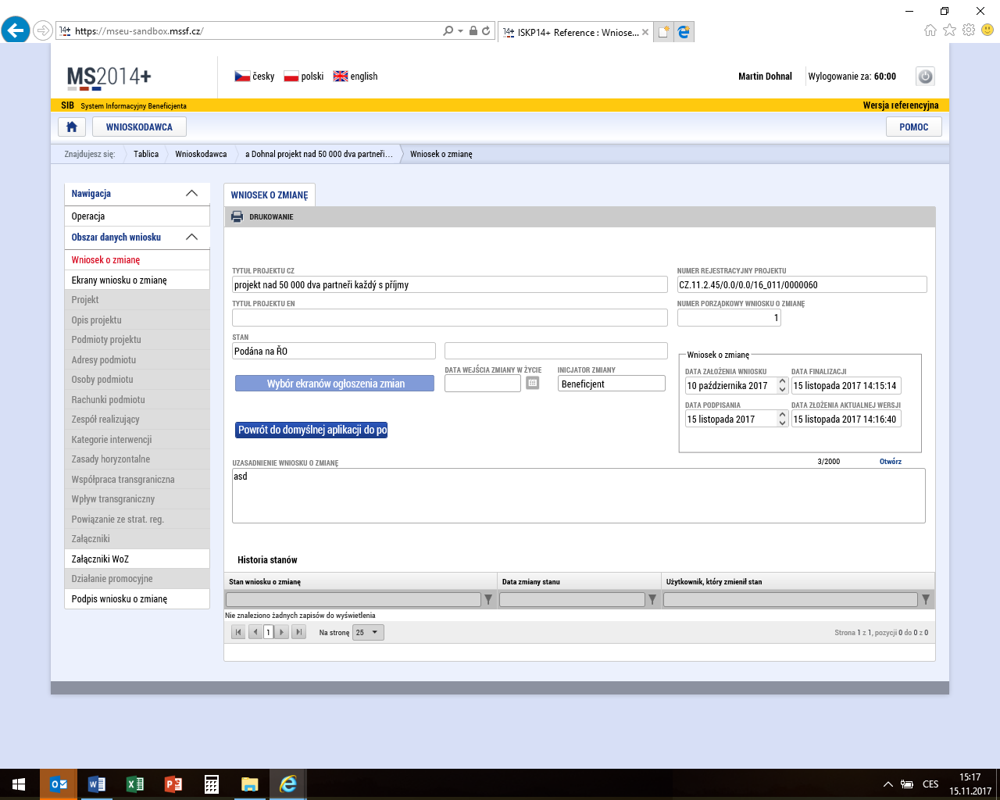 https://mseu-sandbox.mssf.cz/
ISKP14+ Reference : Wniose...
MS2014+
česky polski english
Martin Dohnal Wylogowanie za: 60:00
SIB System Informacyjny Beneficjenta Wersja referencyjna
WNIOSKODAWCA POMOC
Znajdujesz się: Tablica Wnioskodawca a Dohnal projekt nad 50 000 dva partneři... Wniosek o zmianę
Nawigacja
Operacja
Obszar danych wniosku
Wniosek o zmianę
Ekrany wniosku o zmianę
Projekt
Opis projektu
Podmioty projektu
Adresy podmiotu
Osoby podmiotu
Rachunki podmiotu
Zespół realizujący
Kategorie interwencji
Zasady horyzontalne
Współpraca transgraniczna
Wpływ transgraniczny
Powiązanie ze strat. reg.
Załączniki
Załączniki WoZ
Działanie promocyjne
Podpis wniosku o zmianę
WNIOSEK O ZMIANĘ
DRUKOWANIE
TYTUŁ PROJEKTU CZ NUMER REJESTRACYJNY PROJEKTU
projekt nad 50 000 dva partneři každý s příjmy CZ.11.2.45/0.0/0.0/16_011/0000060
TYTUŁ PROJEKTU EN NUMER PORZĄDKOWY WNIOSKU O ZMIANĘ
1
STAN
Podána na ŘO
Wniosek o zmianę
DATA WEJŚCIA ZMIANY W ŻYCIE INICJATOR ZMIANY DATA ZAŁOŻENIA WNIOSKU DATA FINALIZACJI
Wybór ekranów ogłoszenia zmian Beneficjent 10 października 2017 15 listopada 2017 14:15:14
DATA PODPISANIA DATA ZŁOŻENIA AKTUALNEJ WERSJI
15 listopada 2017 15 listopada 2017 14:16:40
Powrót do domyślnej aplikacji do po
UZASADNIENIE WNIOSKU O ZMIANĘ 3/2000 Otwórz
asd
Historia stanów
Stan wniosku o zmianę Data zmiany stanu Użytkownik, który zmienił stan
Nie znaleziono żadnych zapisów do wyświetlenia
1 Na stronę 25 Strona 1 z 1, pozycji 0 do 0 z 0
CES 15:17
15.11.2017